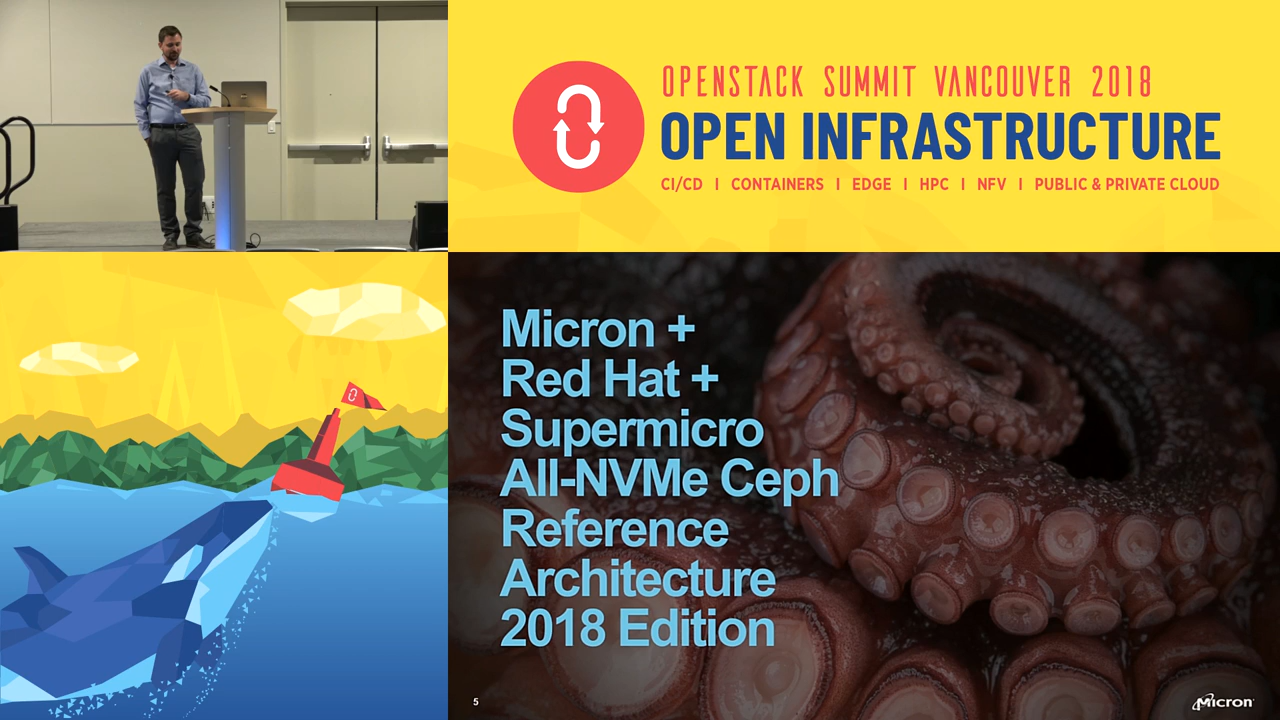 OPENSTACK SUMMIT VANCOUVER 2018
OPEN INFRASTRUCTURE
CI/CD | CONTAINERS | EDGE | HPC | NFV | PUBLIC & PRIVATE CLOUD
Micron +
Red Hat +
Supermicro
All-NVMe Ceph
Reference
Architecture
2018 Edition
5
Micron